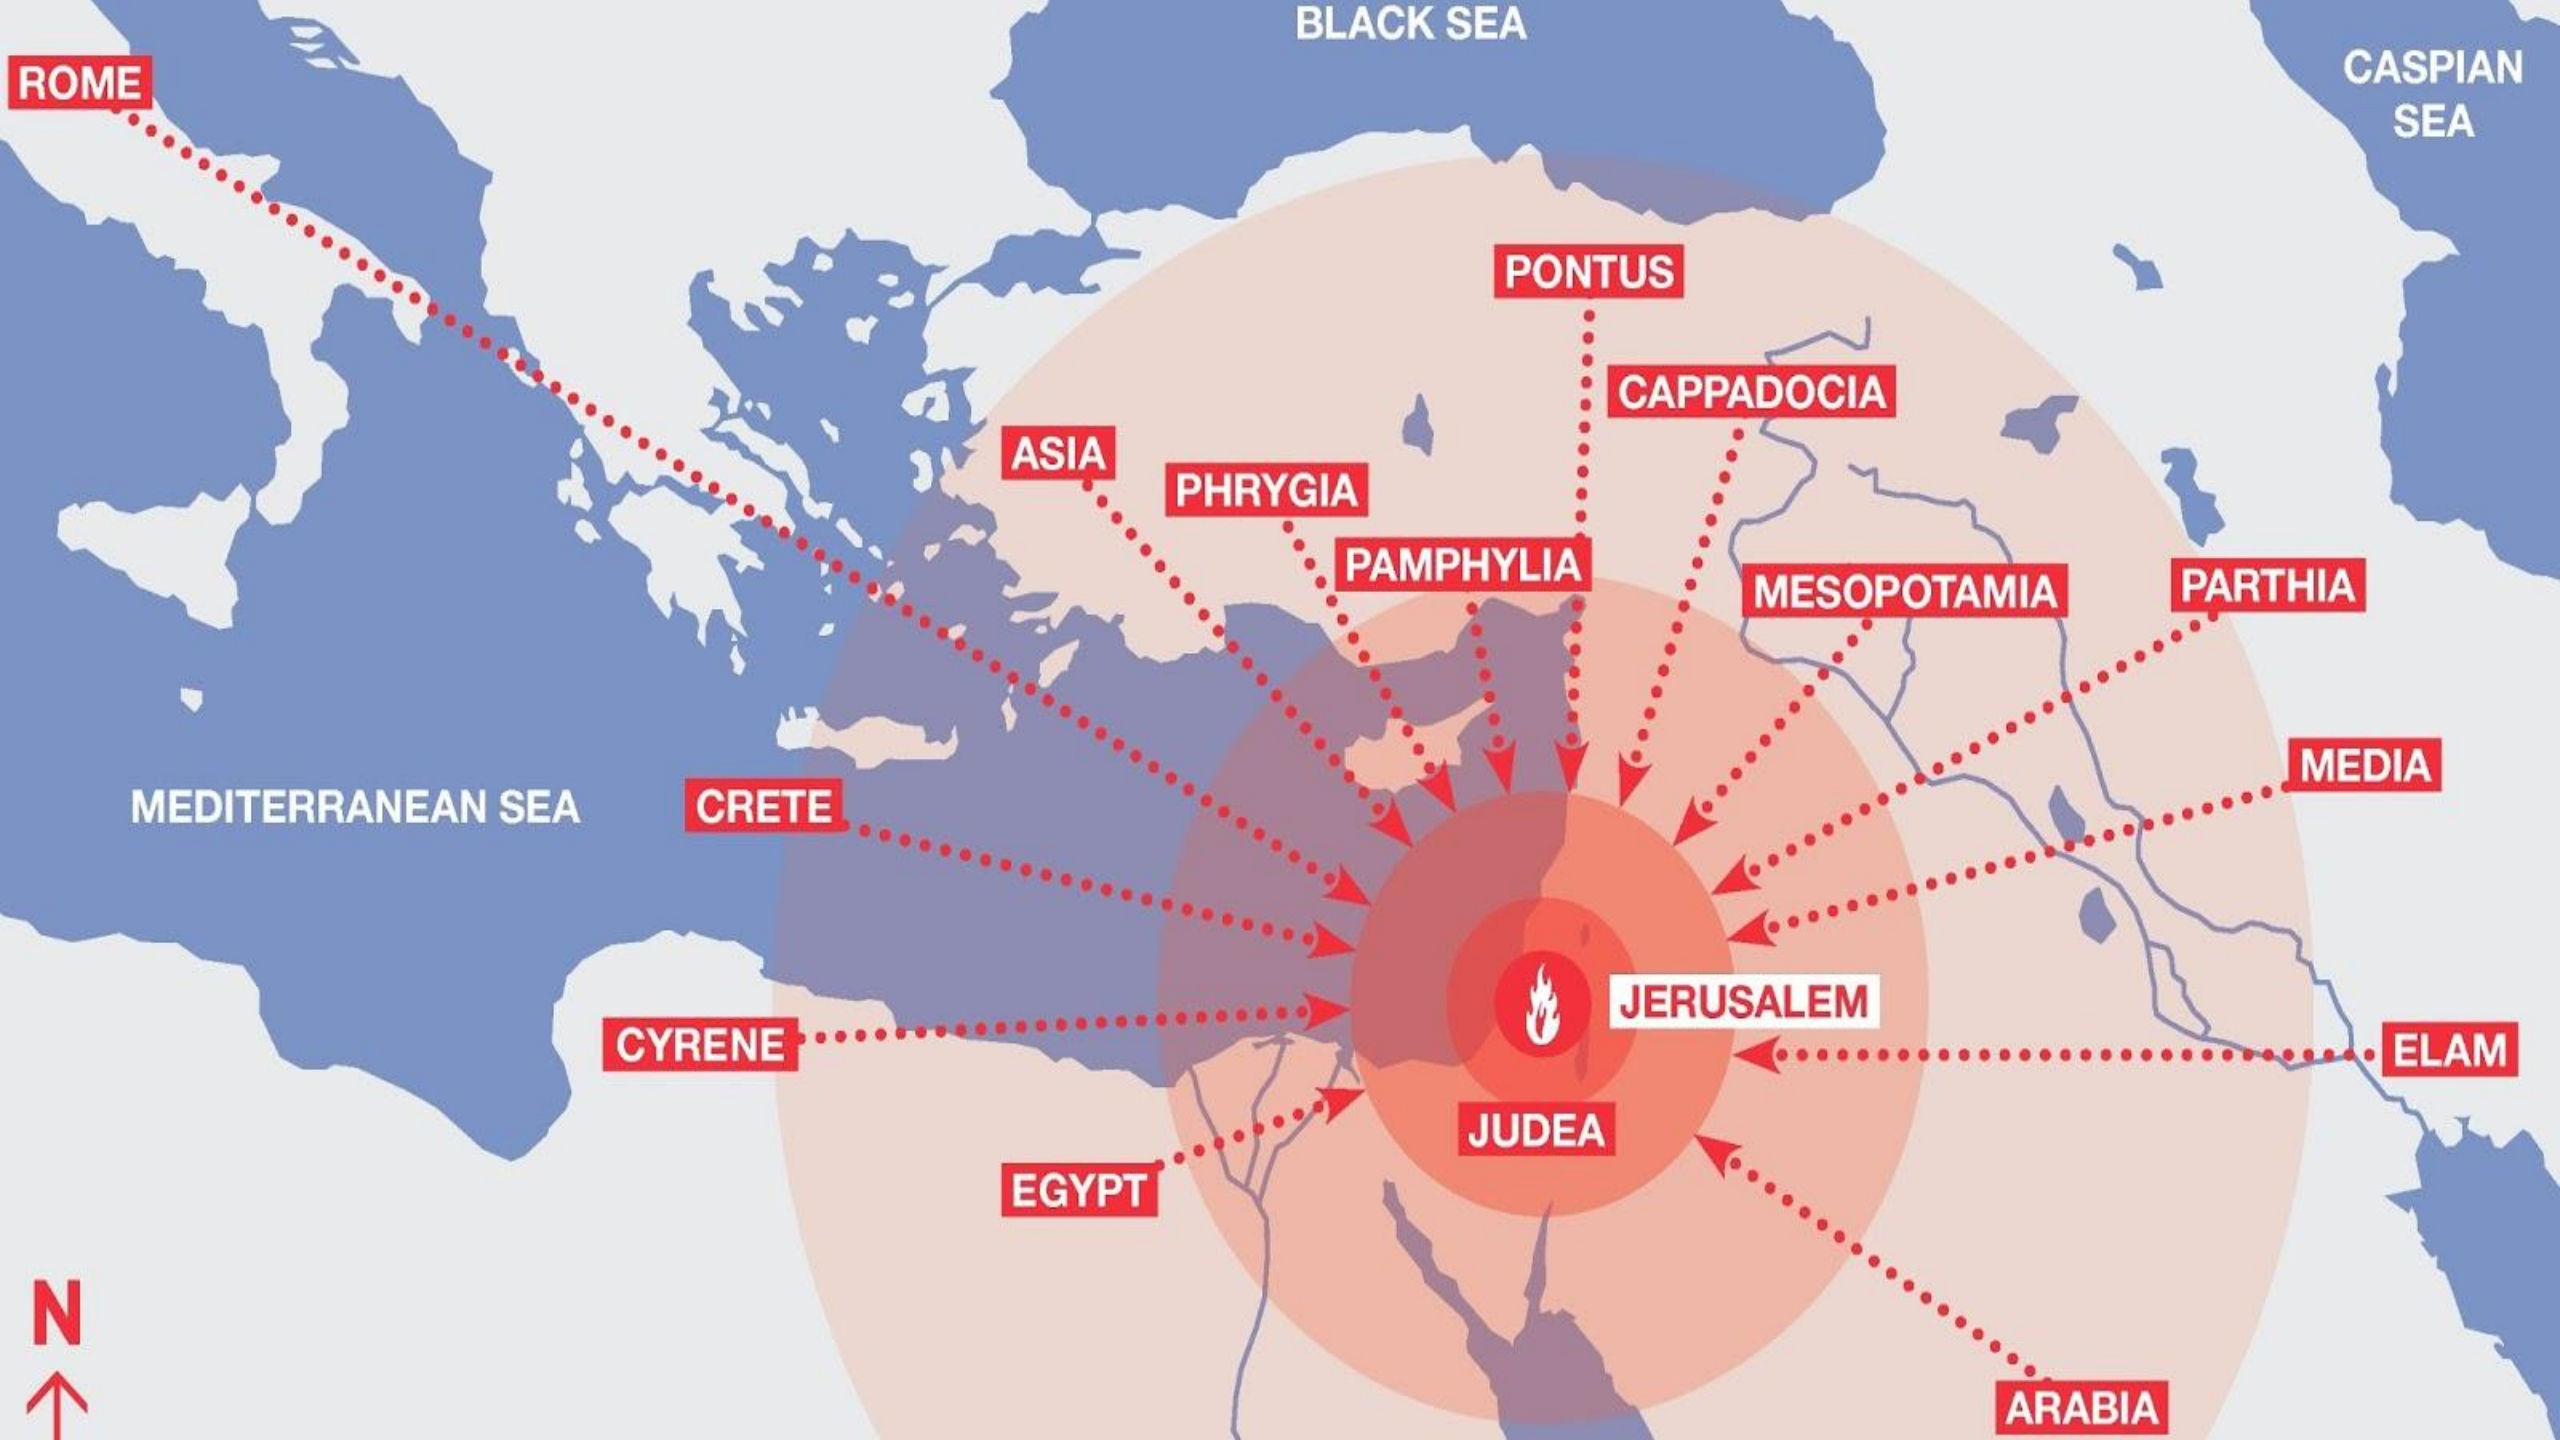 BLACK SEA
CASPIAN
SEA
ROME
PONTUS
CAPPADOCIA
ASIA
PHRYGIA
PAMPHYLIA
MESOPOTAMIA
PARTHIA
MEDIA
MEDITERRANEAN SEA
CRETE
JERUSALEM
CYRENE
ELAM
JUDEA
EGYPT
N
ARABIA